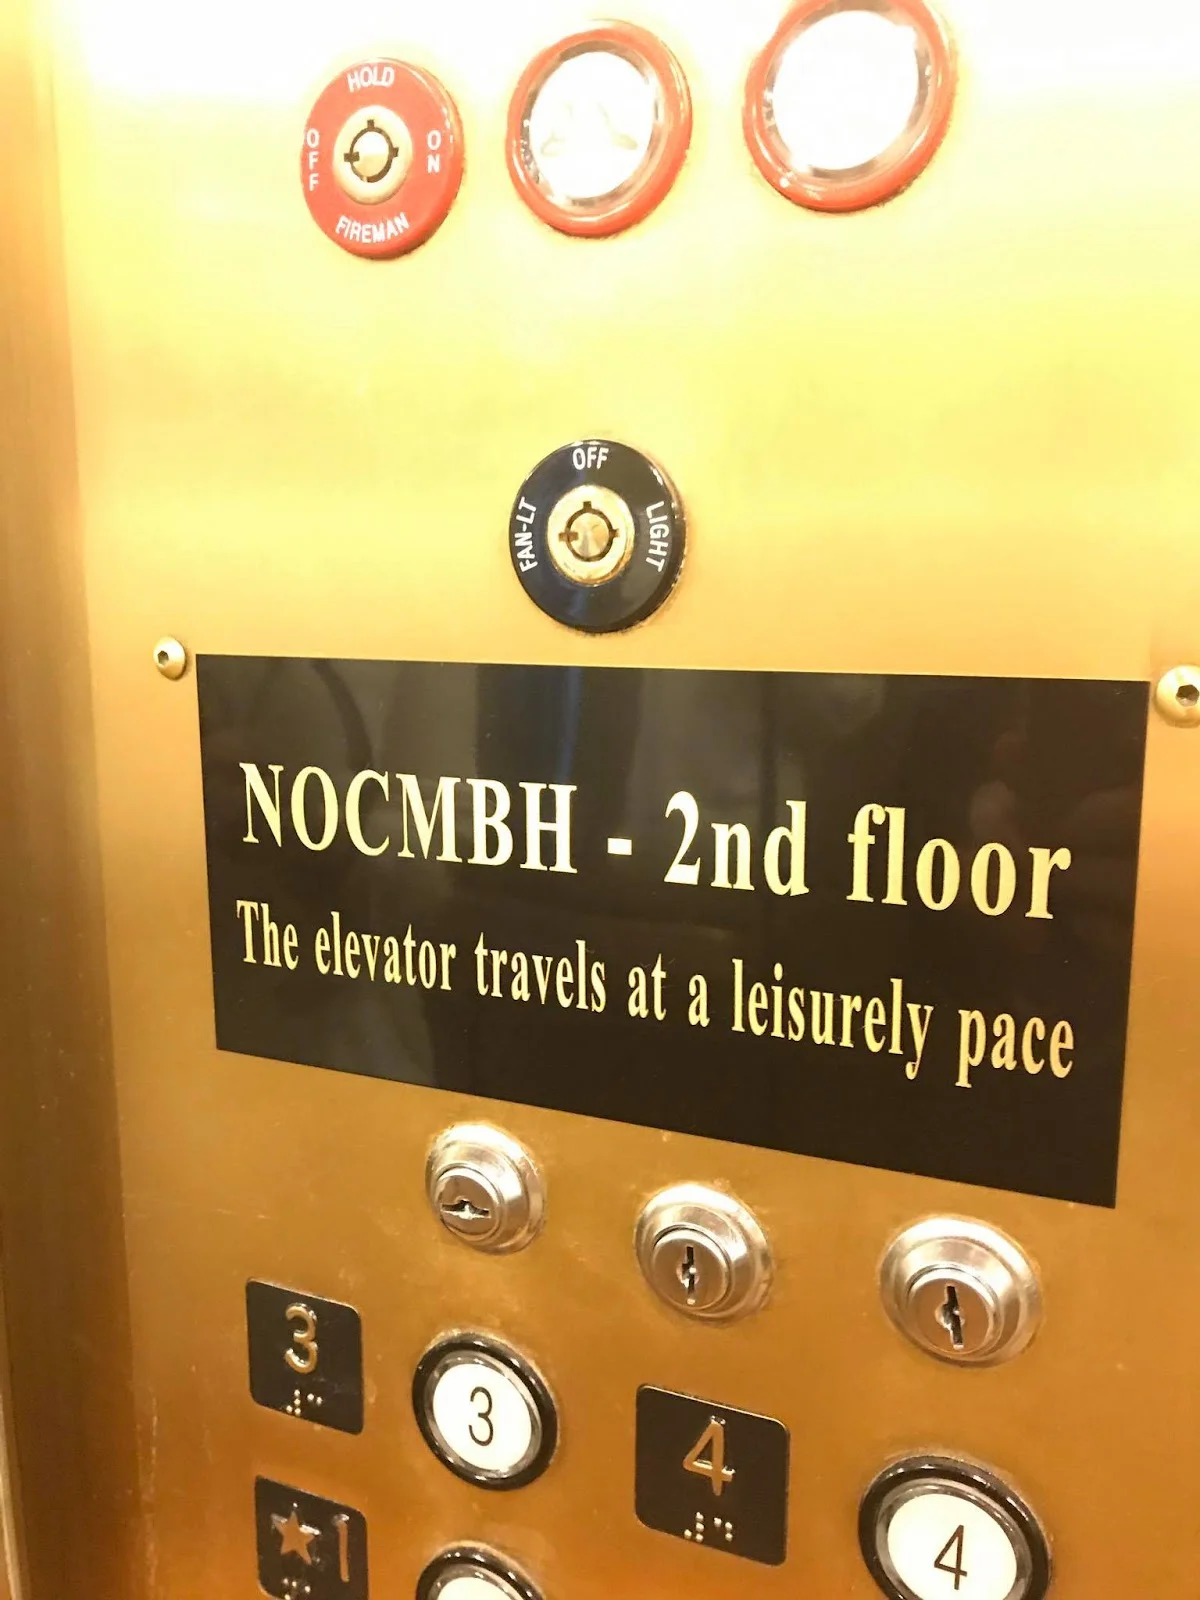 HOLD
OFF
ON
FIREMAN
OFF
FAN-LT
LIGHT
NOCMBH - 2nd floor
The elevator travels at a leisurely pace
3
3
4
4
★1